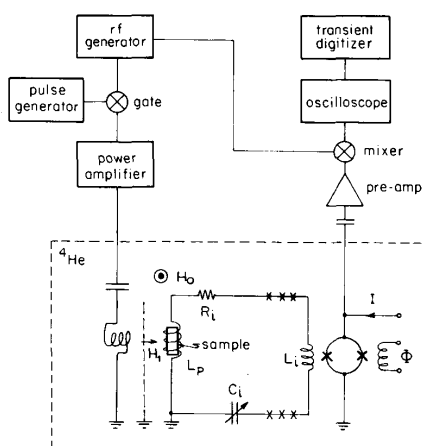 rf
generator
transient
digitizer
pulse
generator
gate
oscilloscope
power
amplifier
mixer
pre-amp
4He
H₀
I
Rᵢ
H₁
sample
Lₚ
Lᵢ
Φ
Cᵢ